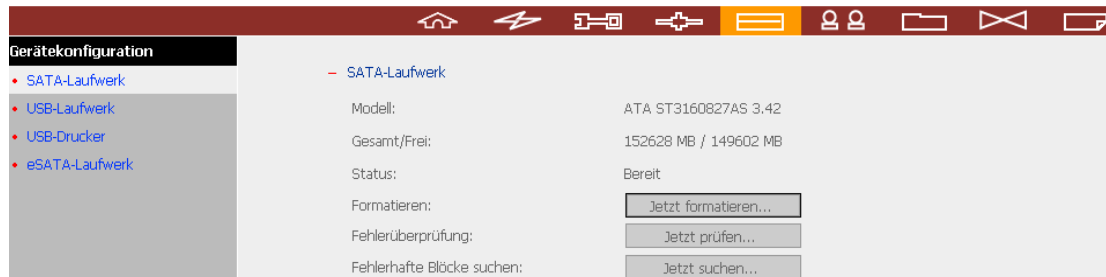 Gerätekonfiguration
SATA-Laufwerk
USB-Laufwerk
USB-Drucker
eSATA-Laufwerk
SATA-Laufwerk
Modell: ATA ST3160827AS 3.42
Gesamt/Frei: 152628 MB / 149602 MB
Status: Bereit
Formatieren: Jetzt formatieren...
Fehlerüberprüfung: Jetzt prüfen...
Fehlerhafte Blöcke suchen: Jetzt suchen...